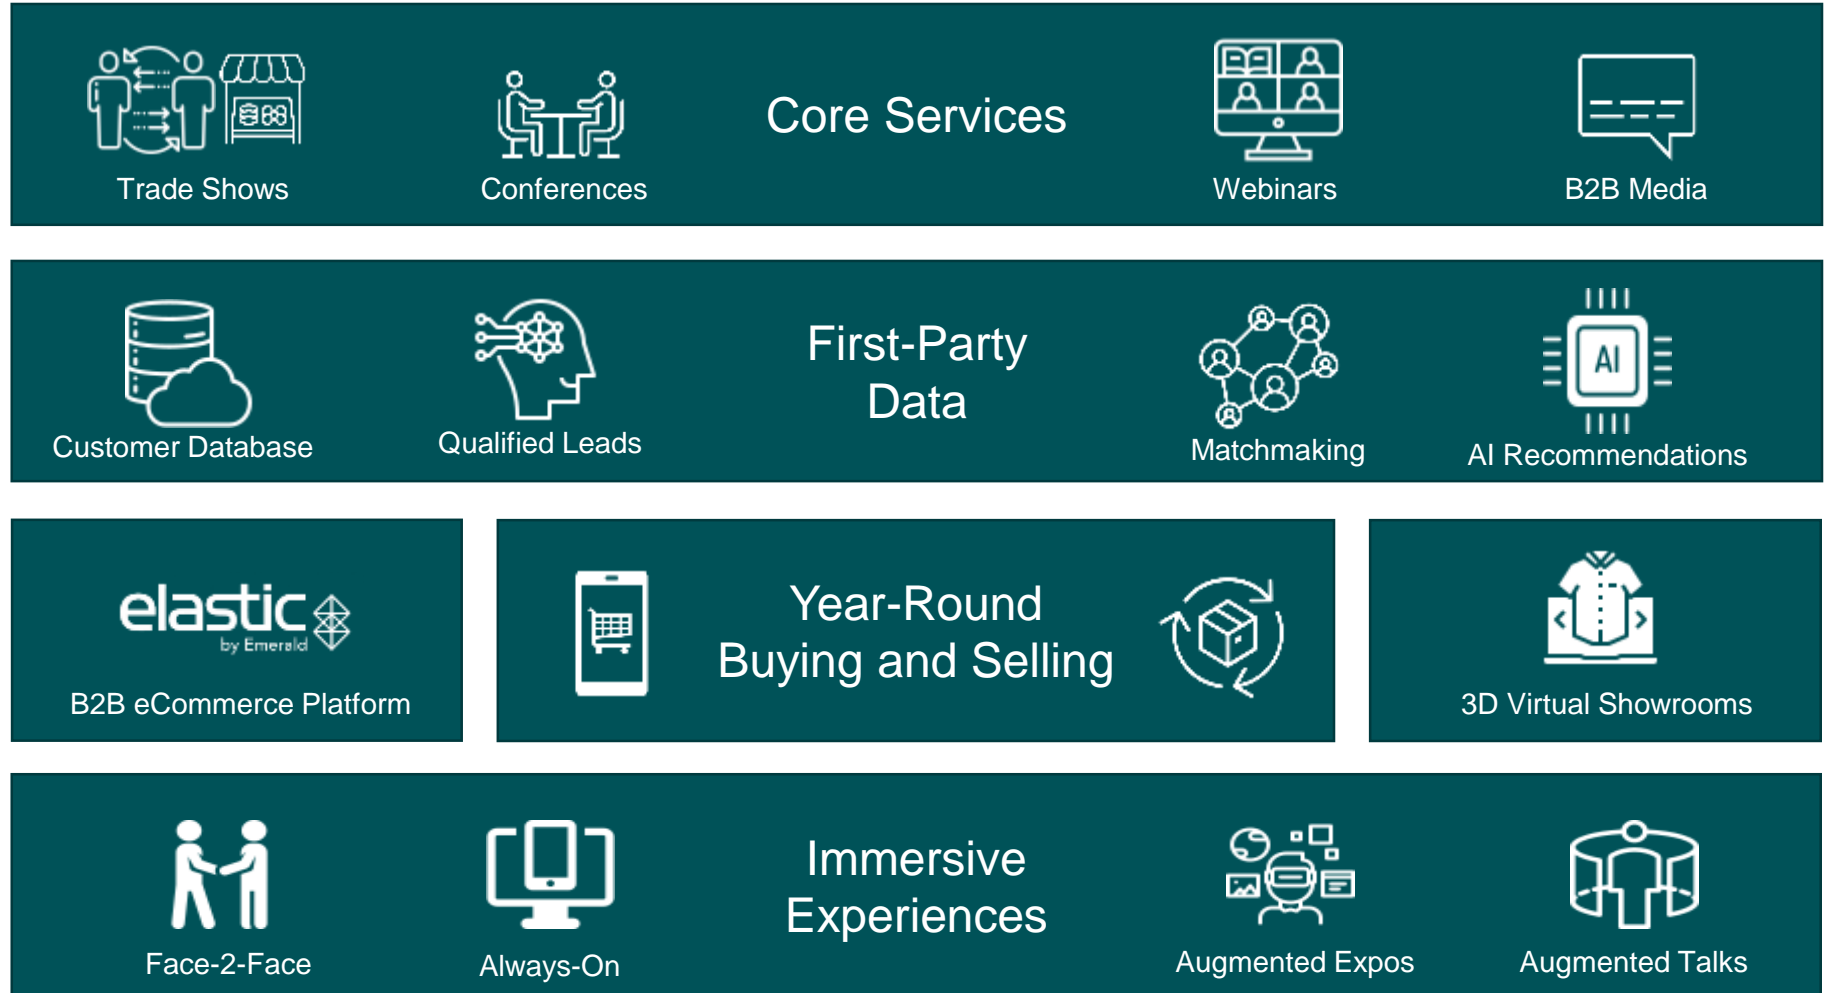 Core Services
Trade Shows
Conferences
Webinars
B2B Media
First-Party
Data
Customer Database
Qualified Leads
Matchmaking
AI
AI Recommendations
elastic
by Emerald
B2B eCommerce Platform
Year-Round
Buying and Selling
3D Virtual Showrooms
Immersive
Experiences
Face-2-Face
Always-On
Augmented Expos
Augmented Talks